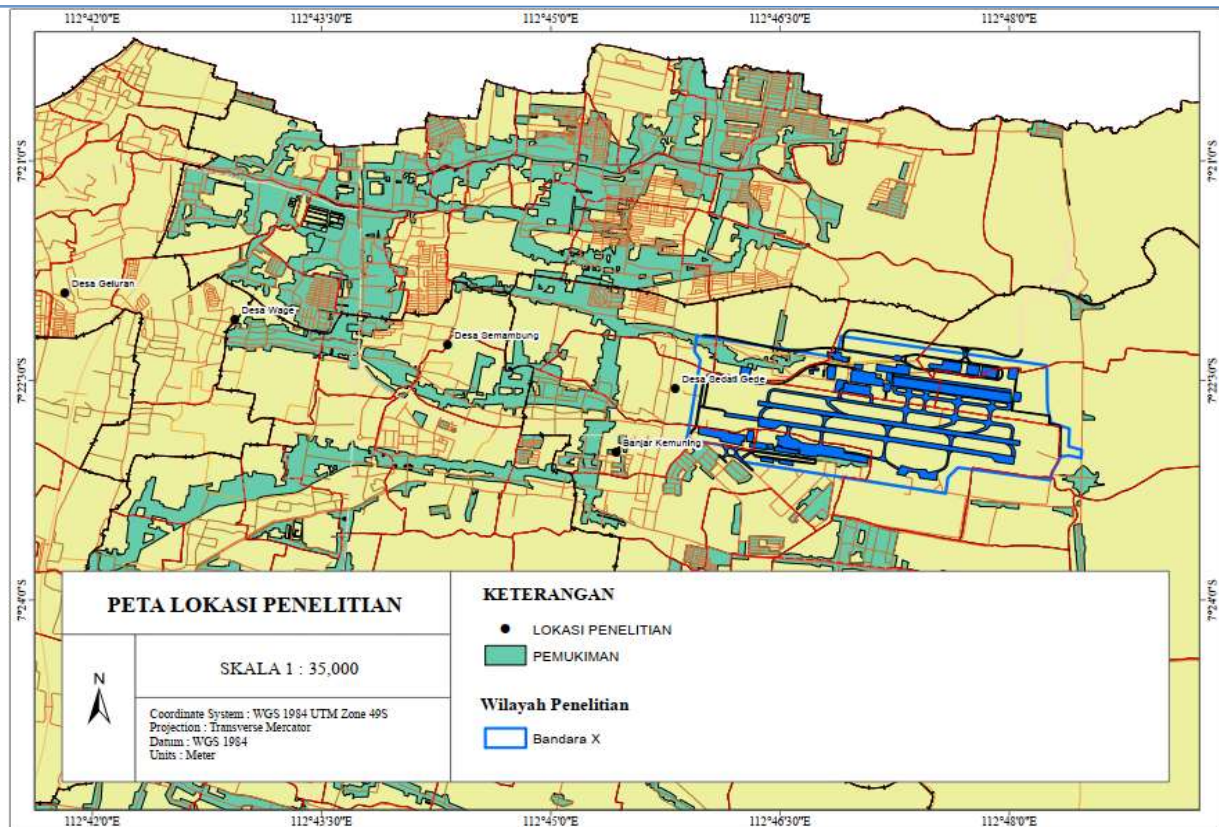 112°42'0"E 112°43'30"E 112°45'0"E 112°46'30"E 112°48'0"E
7°21'0"S 7°21'0"S
Desa Geluran
Desa Wage
Desa Semambung
7°22'30"S 7°22'30"S
Desa Sedati Gede
Banjar Kemuning
7°24'0"S 7°24'0"S
PETA LOKASI PENELITIAN
SKALA 1 : 35,000
N
Coordinate System : WGS 1984 UTM Zone 49S
Projection : Transverse Mercator
Datum : WGS 1984
Units : Meter
KETERANGAN
LOKASI PENELITIAN
PEMUKIMAN
Wilayah Penelitian
Bandara X
112°42'0"E 112°43'30"E 112°45'0"E 112°46'30"E 112°48'0"E